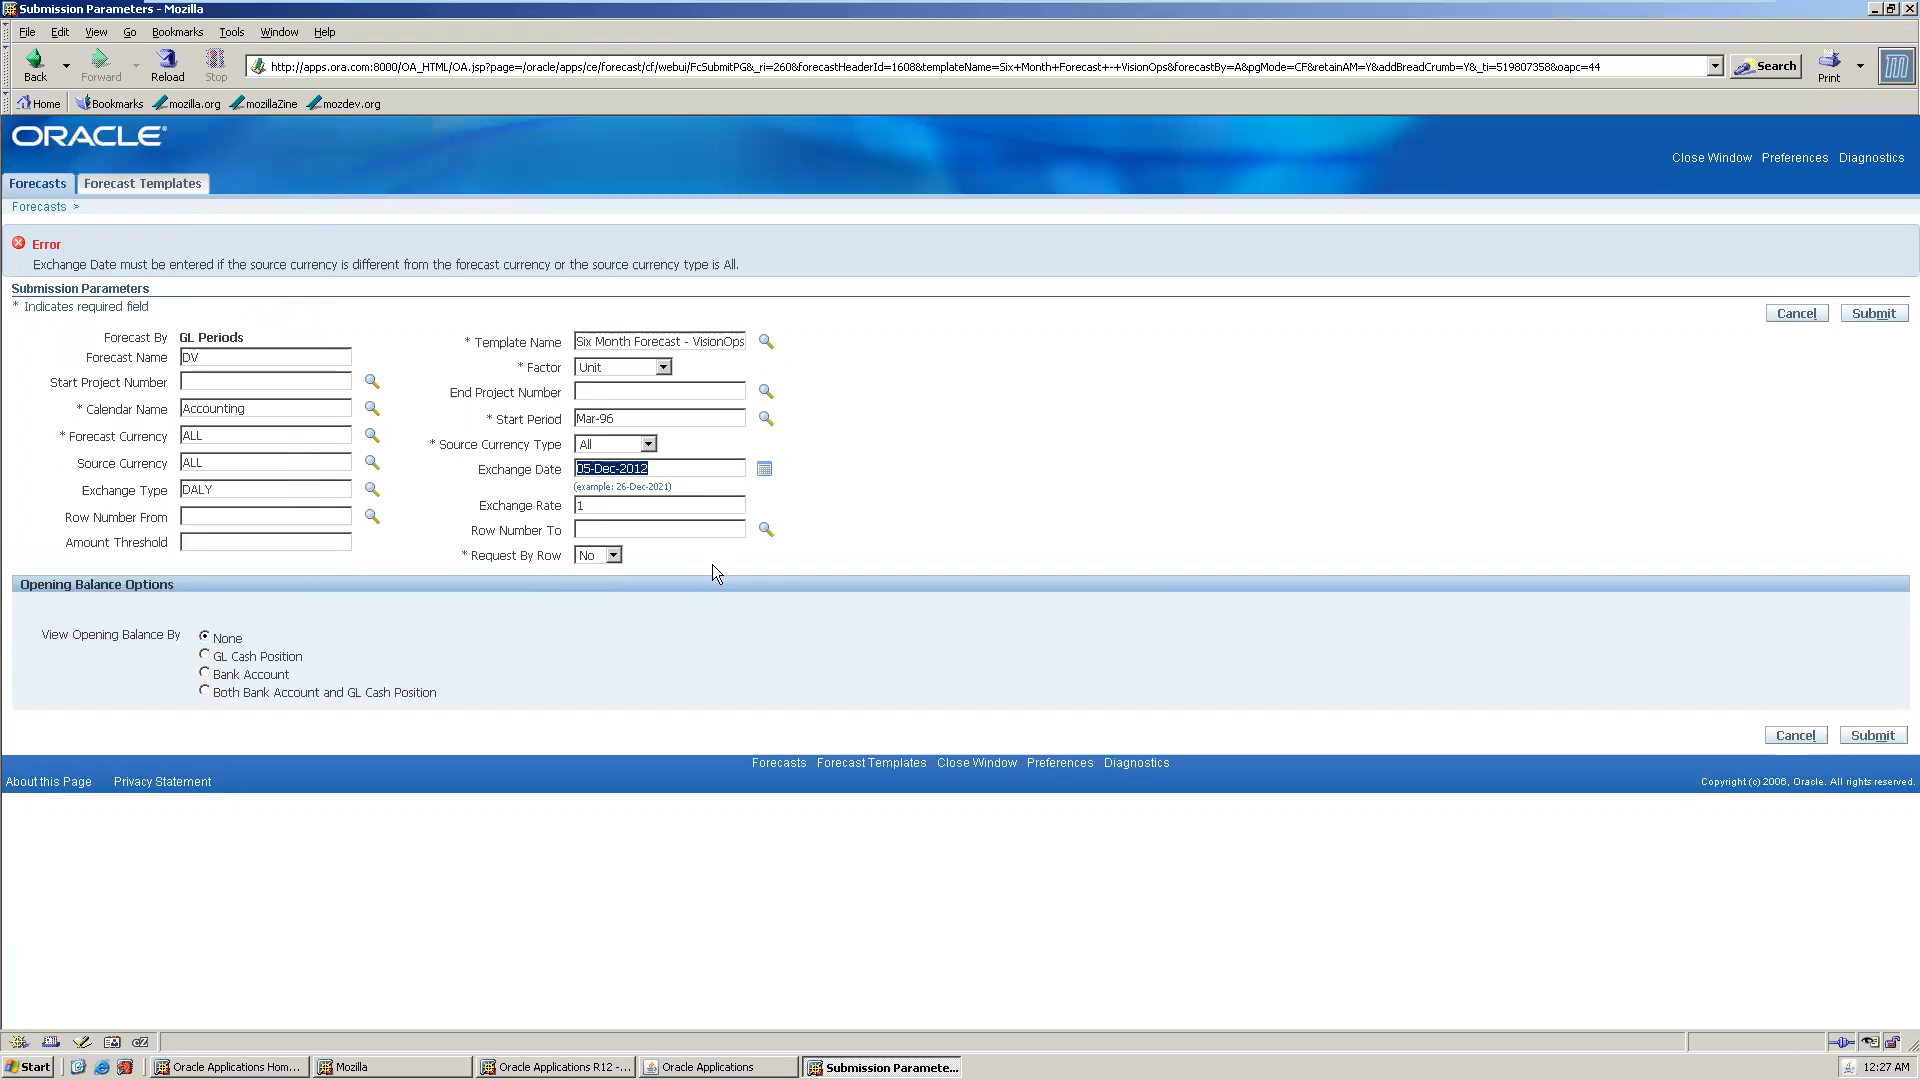 Submission Parameters - Mozilla
File Edit View Go Bookmarks Tools Window Help
Back Forward Reload Stop
http://apps.ora.com:8000/OA_HTML/OA.jsp?page=/oracle/apps/ce/forecast/cf/webui/FcSubmitPG&_ri=260&forecastHeaderId=1608&templateName=Six+Month+Forecast+-+VisionOps&forecastBy=A&pgMode=CF&retainAM=Y&addBreadCrumb=Y&_ti=519807358&oapc=44
Search Print
Home Bookmarks mozilla.org mozillaZine mozdev.org
ORACLE
Close Window Preferences Diagnostics
Forecasts Forecast Templates
Forecasts >
Error
Exchange Date must be entered if the source currency is different from the forecast currency or the source currency type is All.
Submission Parameters
* Indicates required field
Cancel Submit
Forecast By GL Periods
Forecast Name DV
Start Project Number
* Calendar Name Accounting
* Forecast Currency ALL
Source Currency ALL
Exchange Type DALY
Row Number From
Amount Threshold
* Template Name Six Month Forecast - VisionOps
* Factor Unit
End Project Number
* Start Period Mar-96
* Source Currency Type All
Exchange Date 05-Dec-2012
(example: 26-Dec-2021)
Exchange Rate 1
Row Number To
* Request By Row No
Opening Balance Options
View Opening Balance By None
GL Cash Position
Bank Account
Both Bank Account and GL Cash Position
Cancel Submit
Forecasts Forecast Templates Close Window Preferences Diagnostics
About this Page Privacy Statement
Copyright (c) 2006, Oracle. All rights reserved.
Start Oracle Applications Hom... Mozilla Oracle Applications R12 -... Oracle Applications Submission Paramete... 12:27 AM